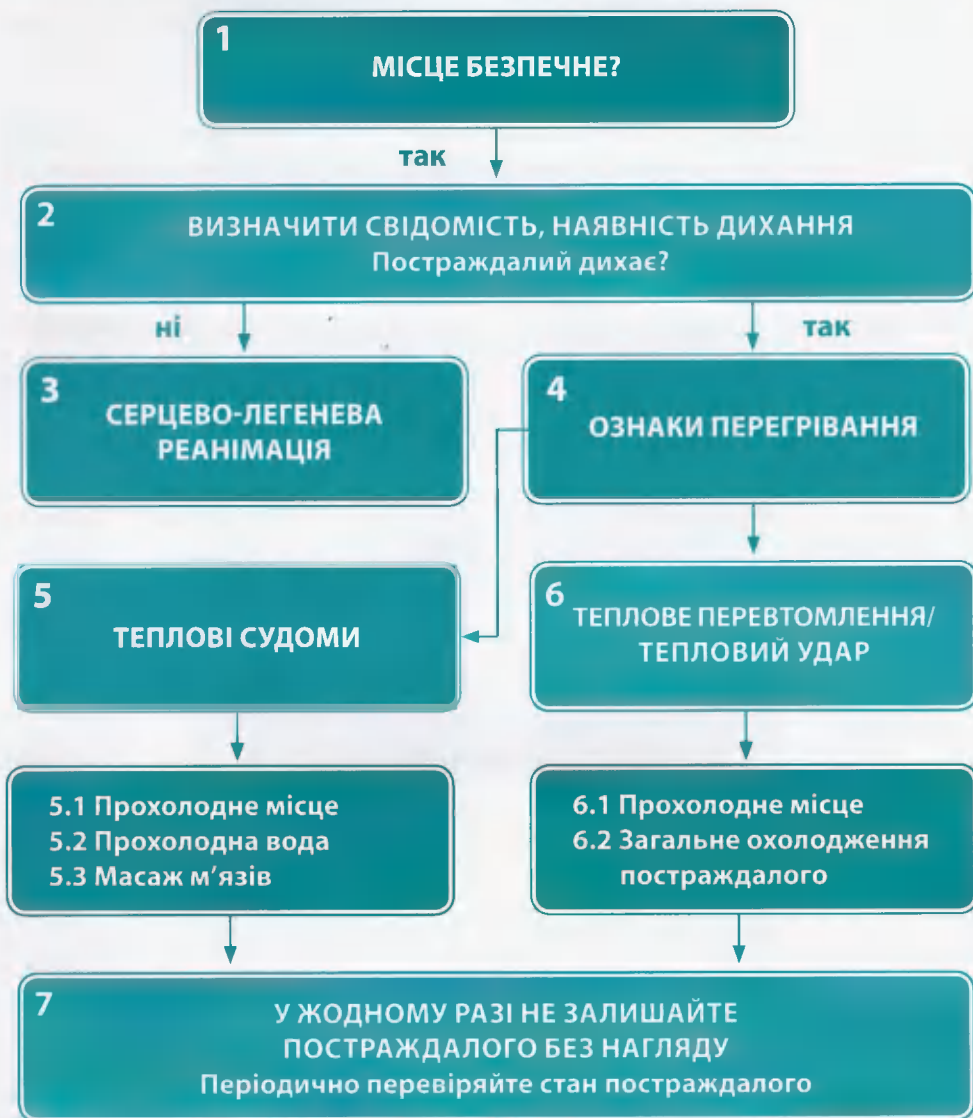 1
МІСЦЕ БЕЗПЕЧНЕ?
так
2
ВИЗНАЧИТИ СВІДОМІСТЬ, НАЯВНІСТЬ ДИХАННЯ
Постраждалий дихає?
ні
так
3
СЕРЦЕВО-ЛЕГЕНЕВА
РЕАНІМАЦІЯ
4
ОЗНАКИ ПЕРЕГРІВАННЯ
5
ТЕПЛОВІ СУДОМИ
6
ТЕПЛОВЕ ПЕРЕВТОМЛЕННЯ/
ТЕПЛОВИЙ УДАР
5.1 Прохолодне місце
5.2 Прохолодна вода
5.3 Масаж м’язів
6.1 Прохолодне місце
6.2 Загальне охолодження
постраждалого
7
У ЖОДНОМУ РАЗІ НЕ ЗАЛИШАЙТЕ
ПОСТРАЖДАЛОГО БЕЗ НАГЛЯДУ
Періодично перевіряйте стан постраждалого